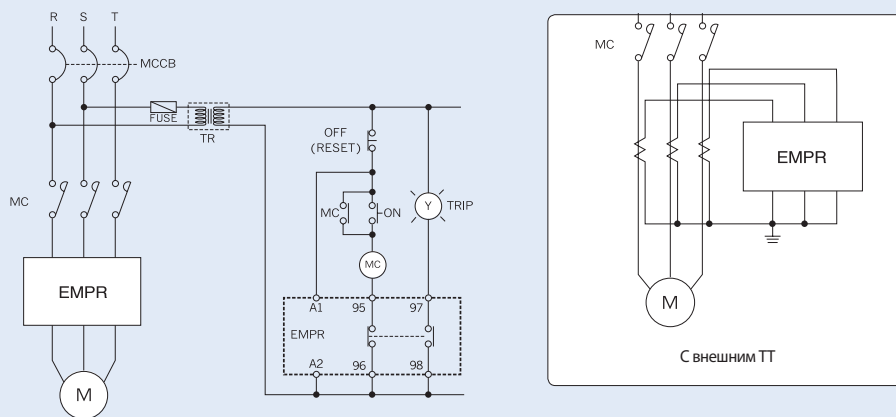 R S T
MCCB
FUSE
TR
OFF
(RESET)
MC
MC
ON
Y
TRIP
MC
EMPR
A1
95
97
EMPR
A2
96
98
M
MC
EMPR
M
С внешним ТТ